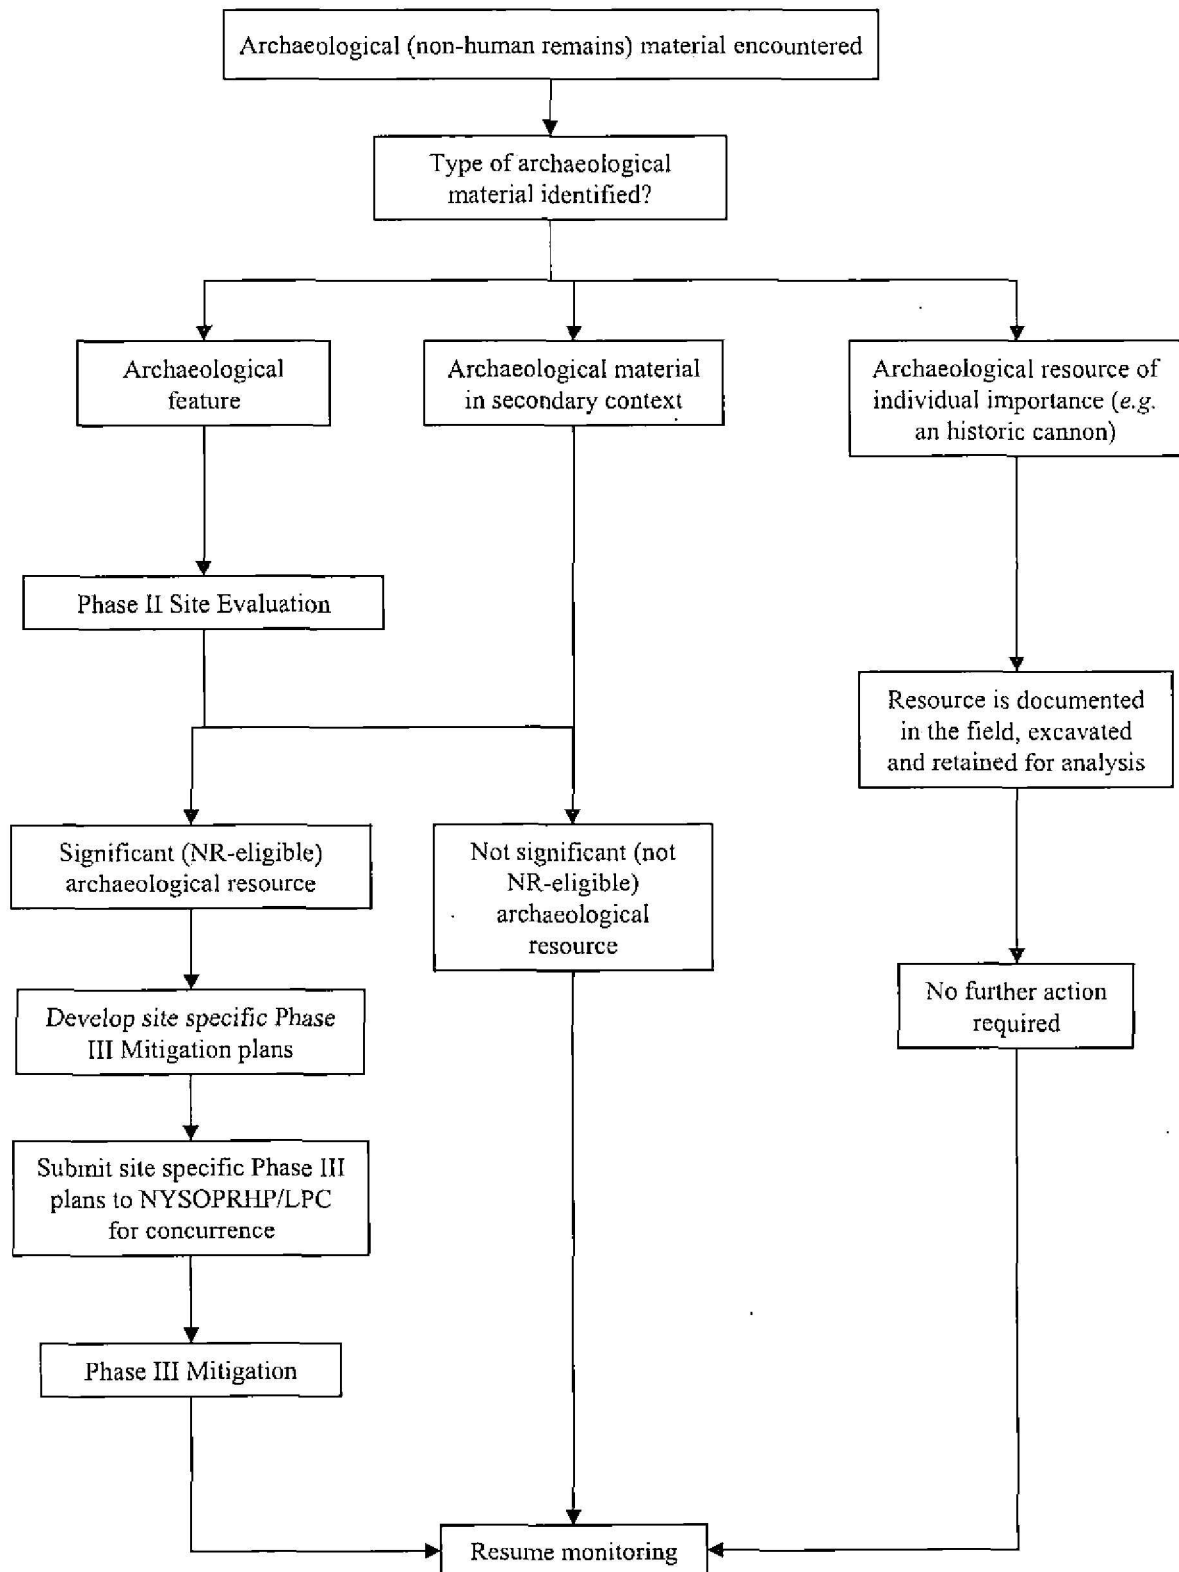 Archaeological (non-human remains) material encountered
Type of archaeological
material identified?
Archaeological
feature
Archaeological material
in secondary context
Archaeological resource of
individual importance (e.g.
an historic cannon)
Phase II Site Evaluation
Resource is documented
in the field, excavated
and retained for analysis
Significant (NR-eligible)
archaeological resource
Not significant (not
NR-eligible)
archaeological
resource
No further action
required
Develop site specific Phase
III Mitigation plans
Submit site specific Phase III
plans to NYSOPRHP/LPC
for concurrence
Phase III Mitigation
Resume monitoring